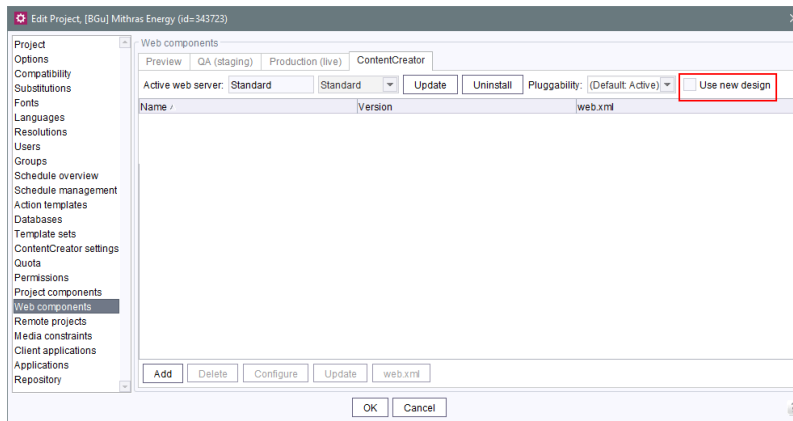 Edit Project, [BGu] Mithras Energy (id=343723)
Project
Options
Compatibility
Substitutions
Fonts
Languages
Resolutions
Users
Groups
Schedule overview
Schedule management
Action templates
Databases
Template sets
ContentCreator settings
Quota
Permissions
Project components
Web components
Remote projects
Media constraints
Client applications
Applications
Repository
Web components
Preview QA (staging) Production (live) ContentCreator
Active web server: Standard Standard Update Uninstall Pluggability: (Default: Active) Use new design
Name Version web.xml
Add Delete Configure Update web.xml
OK Cancel